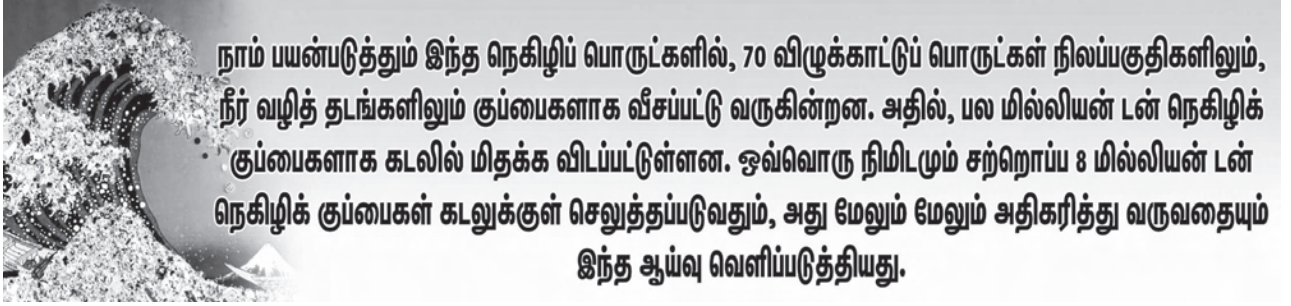 நாம் பயன்படுத்தும் இந்த நெகிழிப் பொருட்களில், 70 விழுக்காட்டுப் பொருட்கள் நிலப்பகுதிகளிலும்,
நீர் வழித் தடங்களிலும் குப்பைகளாக வீசப்பட்டு வருகின்றன. அதில், பல மில்லியன் டன் நெகிழிக்
குப்பைகளாக கடலில் மிதக்க விடப்பட்டுள்ளன. ஒவ்வொரு நிமிடமும் சற்றொப்ப 8 மில்லியன் டன்
நெகிழிக் குப்பைகள் கடலுக்குள் செலுத்தப்படுவதும், அது மேலும் மேலும் அதிகரித்து வருவதையும்
இந்த ஆய்வு வெளிப்படுத்தியது.